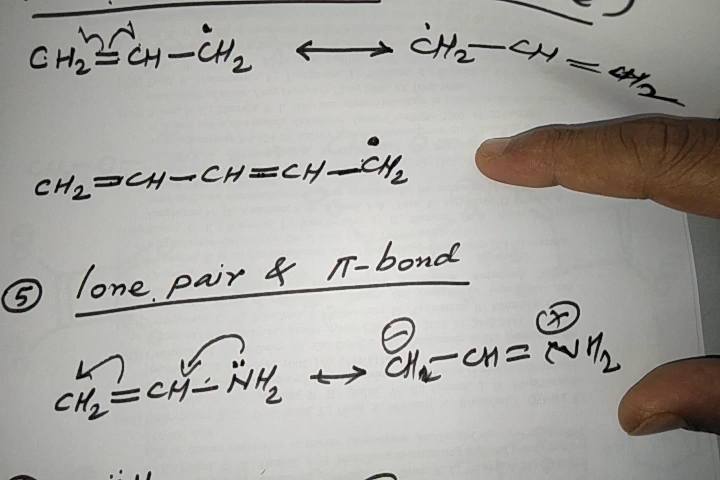 CH₂=CH–ĊH₂ ⟷ ĊH₂–CH=CH₂
CH₂=CH–CH=CH–ĊH₂
⑤ lone pair & π-bond
CH₂=CH–N̈H₂ ⟷ ⊖CH₂–CH=⊕NH₂